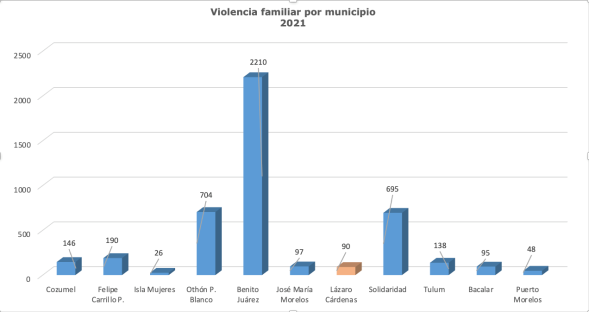 Violencia familiar por municipio
2021
2500
2000
1500
1000
500
0
146
190
26
704
2210
97
90
695
138
95
48
Cozumel
Felipe
Carrillo P.
Isla Mujeres
Othón P.
Blanco
Benito
Juárez
José María
Morelos
Lázaro
Cárdenas
Solidaridad
Tulum
Bacalar
Puerto
Morelos